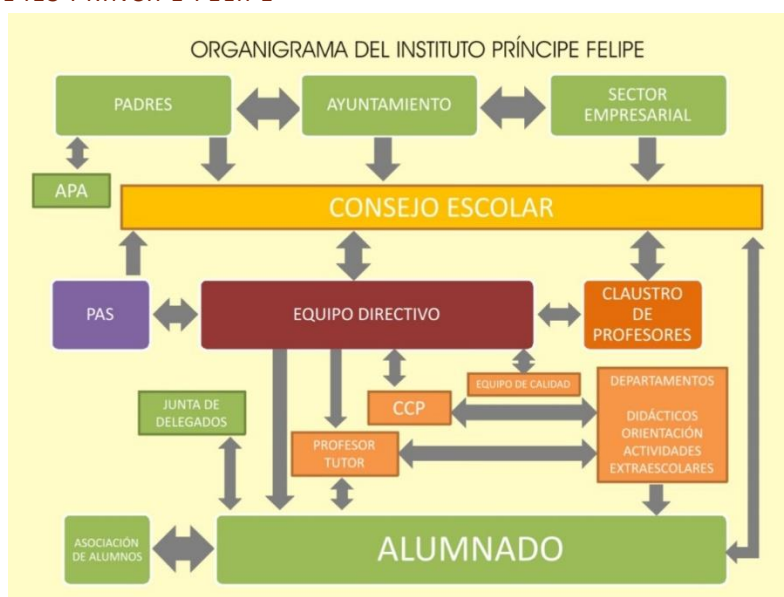 ORGANIGRAMA DEL INSTITUTO PRÍNCIPE FELIPE
PADRES
AYUNTAMIENTO
SECTOR
EMPRESARIAL
APA
CONSEJO ESCOLAR
PAS
EQUIPO DIRECTIVO
CLAUSTRO
DE
PROFESORES
EQUIPO DE CALIDAD
DEPARTAMENTOS
DIDÁCTICOS
ORIENTACIÓN
ACTIVIDADES
EXTRAESCOLARES
JUNTA DE
DELEGADOS
CCP
PROFESOR
TUTOR
ASOCIACIÓN
DE ALUMNOS
ALUMNADO